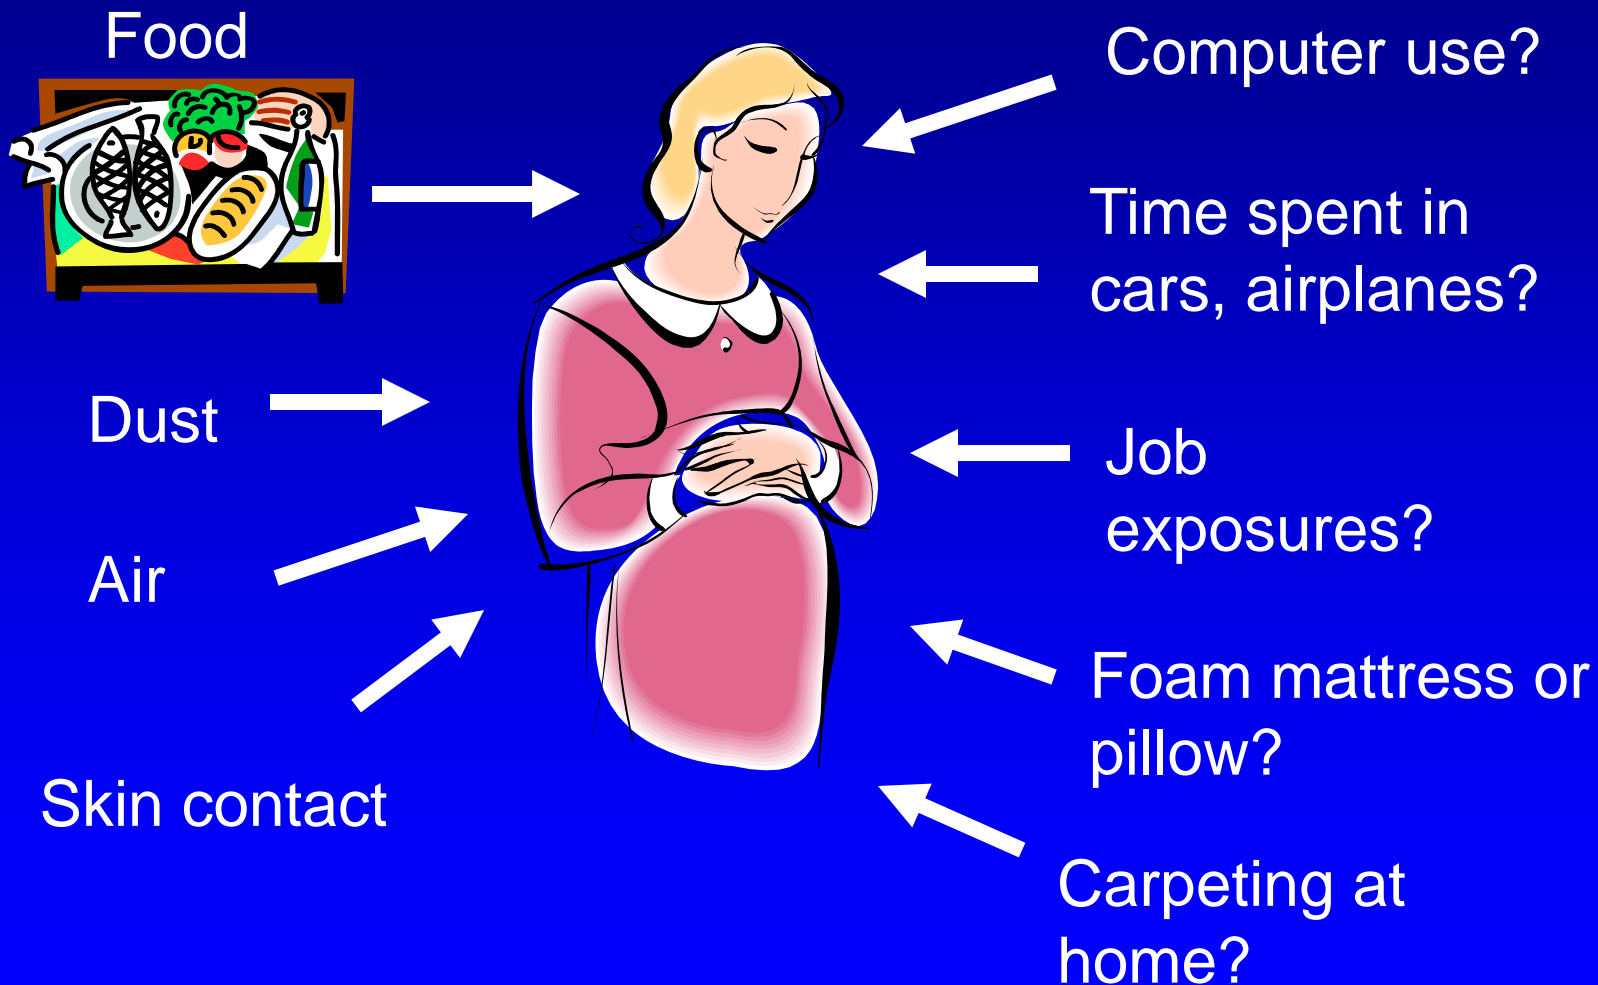 Food
Dust
Air
Skin contact
Computer use?
Time spent in
cars, airplanes?
Job
exposures?
Foam mattress or
pillow?
Carpeting at
home?